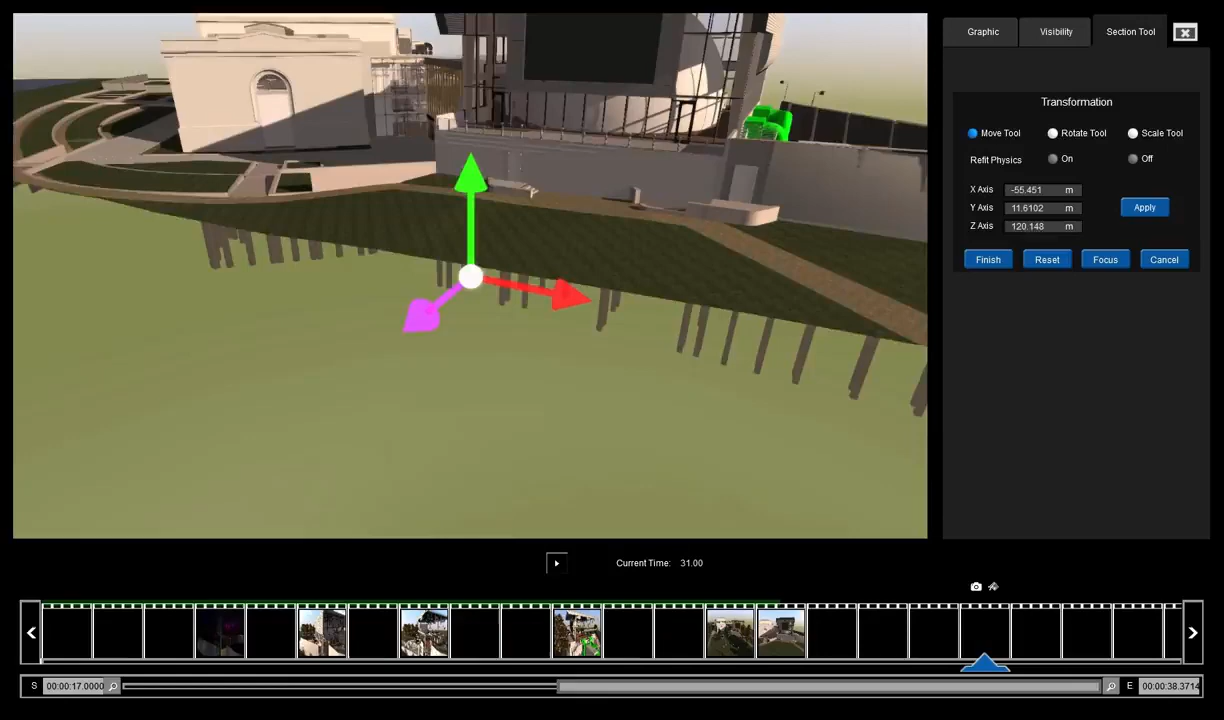 Graphic Visibility Section Tool
Transformation
Move Tool Rotate Tool Scale Tool
Refit Physics On Off
X Axis -55.451 m
Y Axis 11.6102 m Apply
Z Axis 120.148 m
Finish Reset Focus Cancel
Current Time: 31.00
S 00:00:17.0000 E 00:00:38.3714